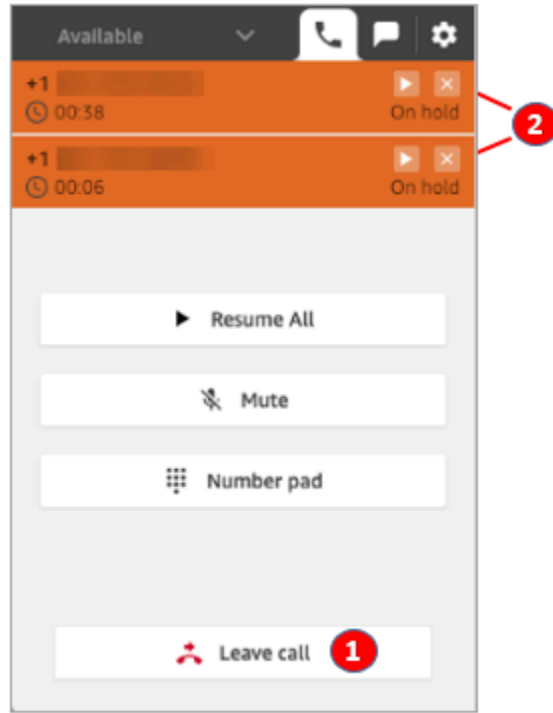 Available
+1
00:38
On hold
2
+1
00:06
On hold
Resume All
Mute
Number pad
Leave call
1